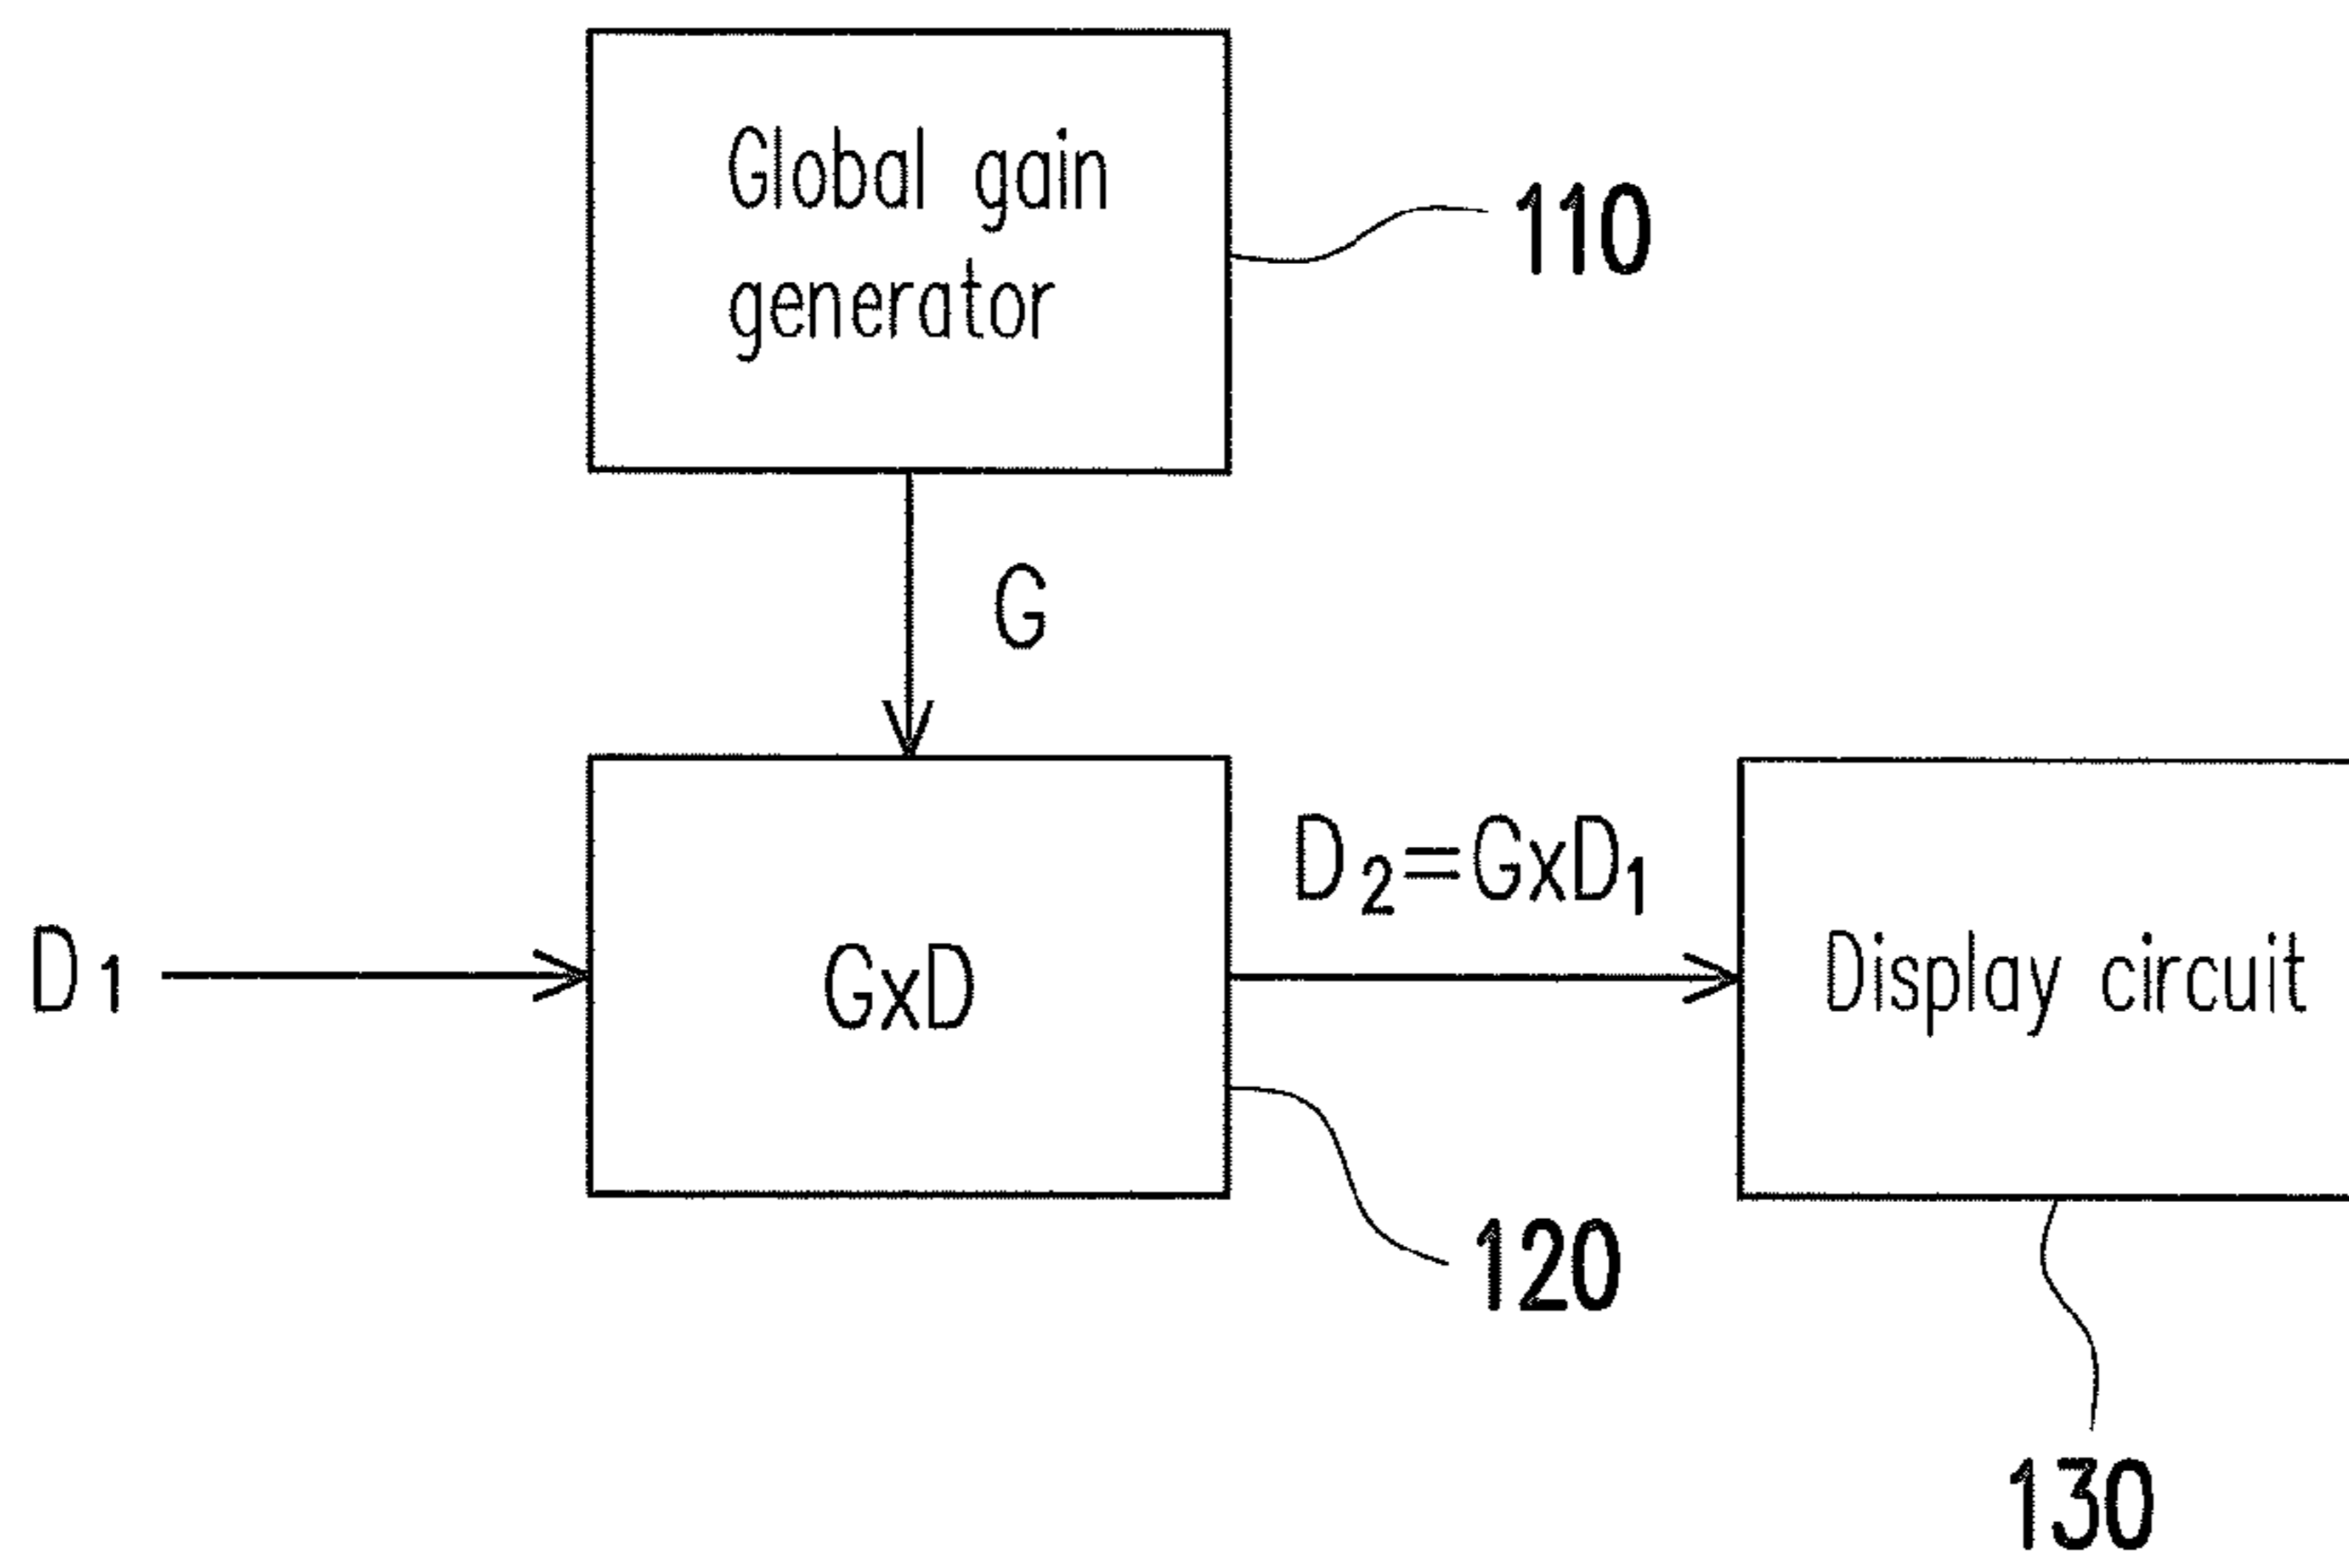 Global gain
generator
110
G
D₂=GxD₁
D₁
GxD
Display circuit
120
130